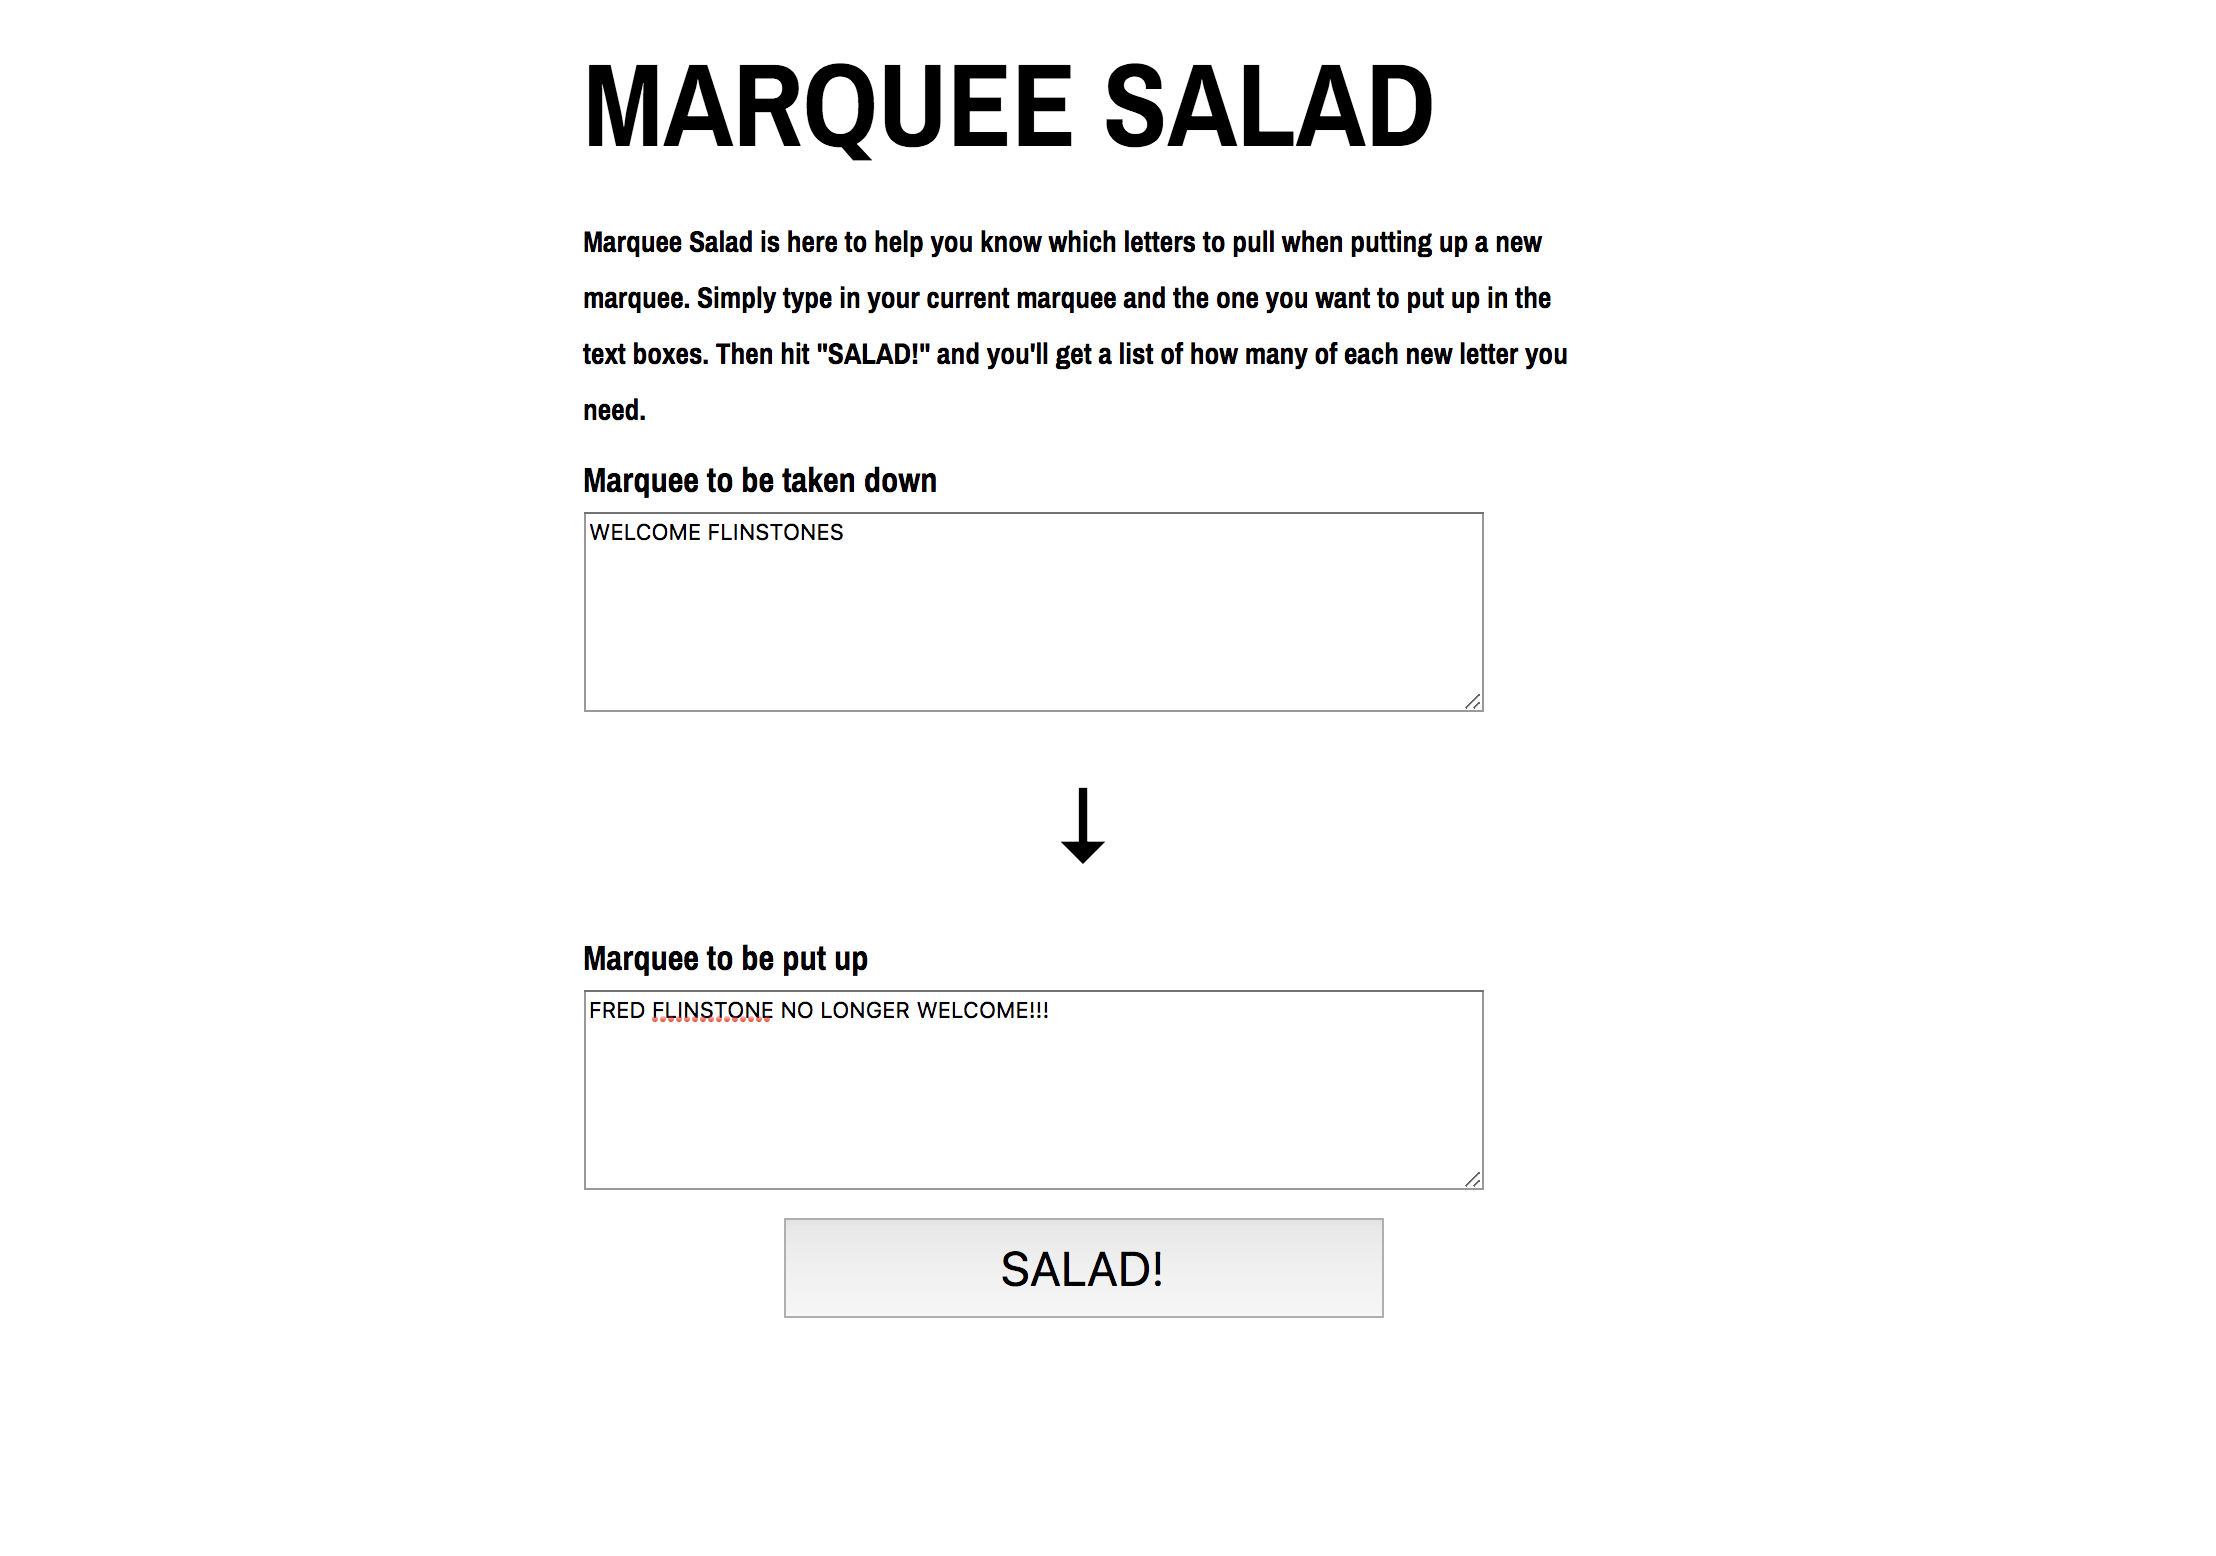 MARQUEE SALAD
Marquee Salad is here to help you know which letters to pull when putting up a new
marquee. Simply type in your current marquee and the one you want to put up in the
text boxes. Then hit "SALAD!" and you'll get a list of how many of each new letter you
need.
Marquee to be taken down
WELCOME FLINSTONES
Marquee to be put up
FRED FLINSTONE NO LONGER WELCOME!!!
SALAD!